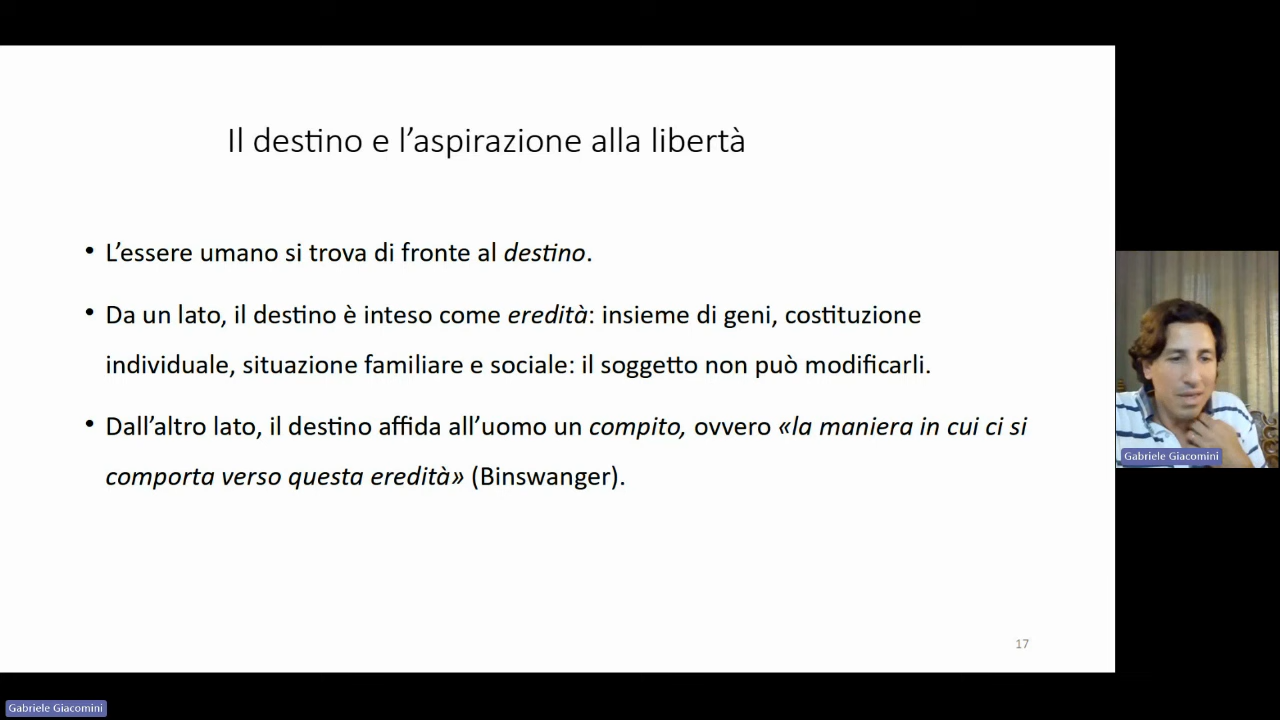 Il destino e l’aspirazione alla libertà
• L’essere umano si trova di fronte al destino.
• Da un lato, il destino è inteso come eredità: insieme di geni, costituzione
individuale, situazione familiare e sociale: il soggetto non può modificarli.
• Dall’altro lato, il destino affida all’uomo un compito, ovvero «la maniera in cui ci si
comporta verso questa eredità» (Binswanger).
17
Gabriele Giacomini
Gabriele Giacomini